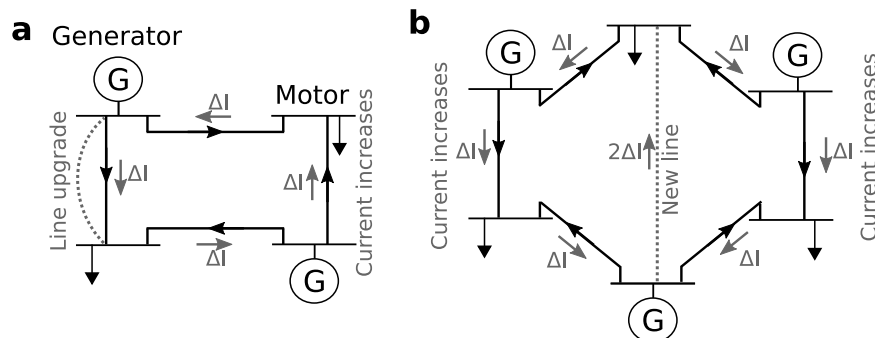 a
Generator
G
Motor
ΔI
Line upgrade
ΔI
ΔI
Current increases
ΔI
G
b
G
ΔI
ΔI
G
Current increases
ΔI
2ΔI
New line
ΔI
Current increases
ΔI
ΔI
G